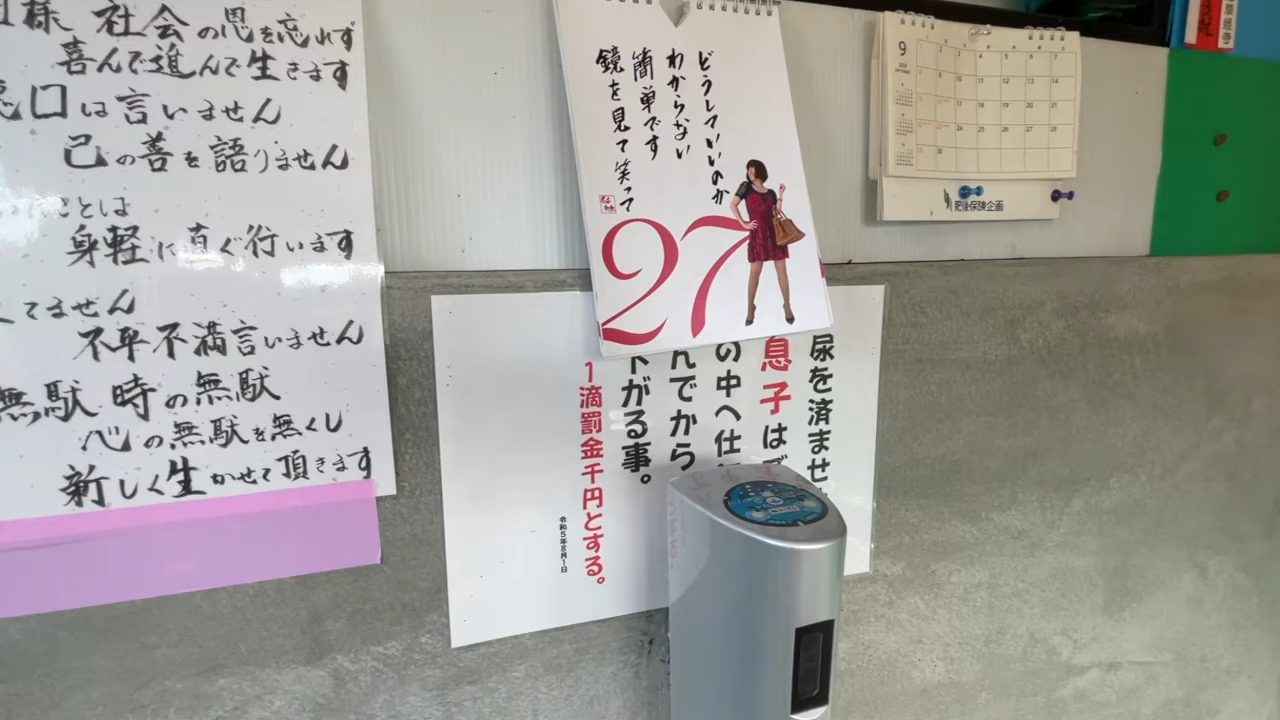 様 社会の恩を忘れず
喜んで進んで生きます
口は言いません
己の善を語りません
とは
身軽に直ぐ行います
てません
不平不満言いません
無駄 時の無駄
心の無駄を無くし
新しく生かせて頂きます
どうしていいのか
わからない
簡単です
鏡を見て笑って
27
9
肥後保険企画
尿を済ませ
息子は
の中へ仕
んでから
下がる事。
1滴罰金千円とする。
令和5年8月1日